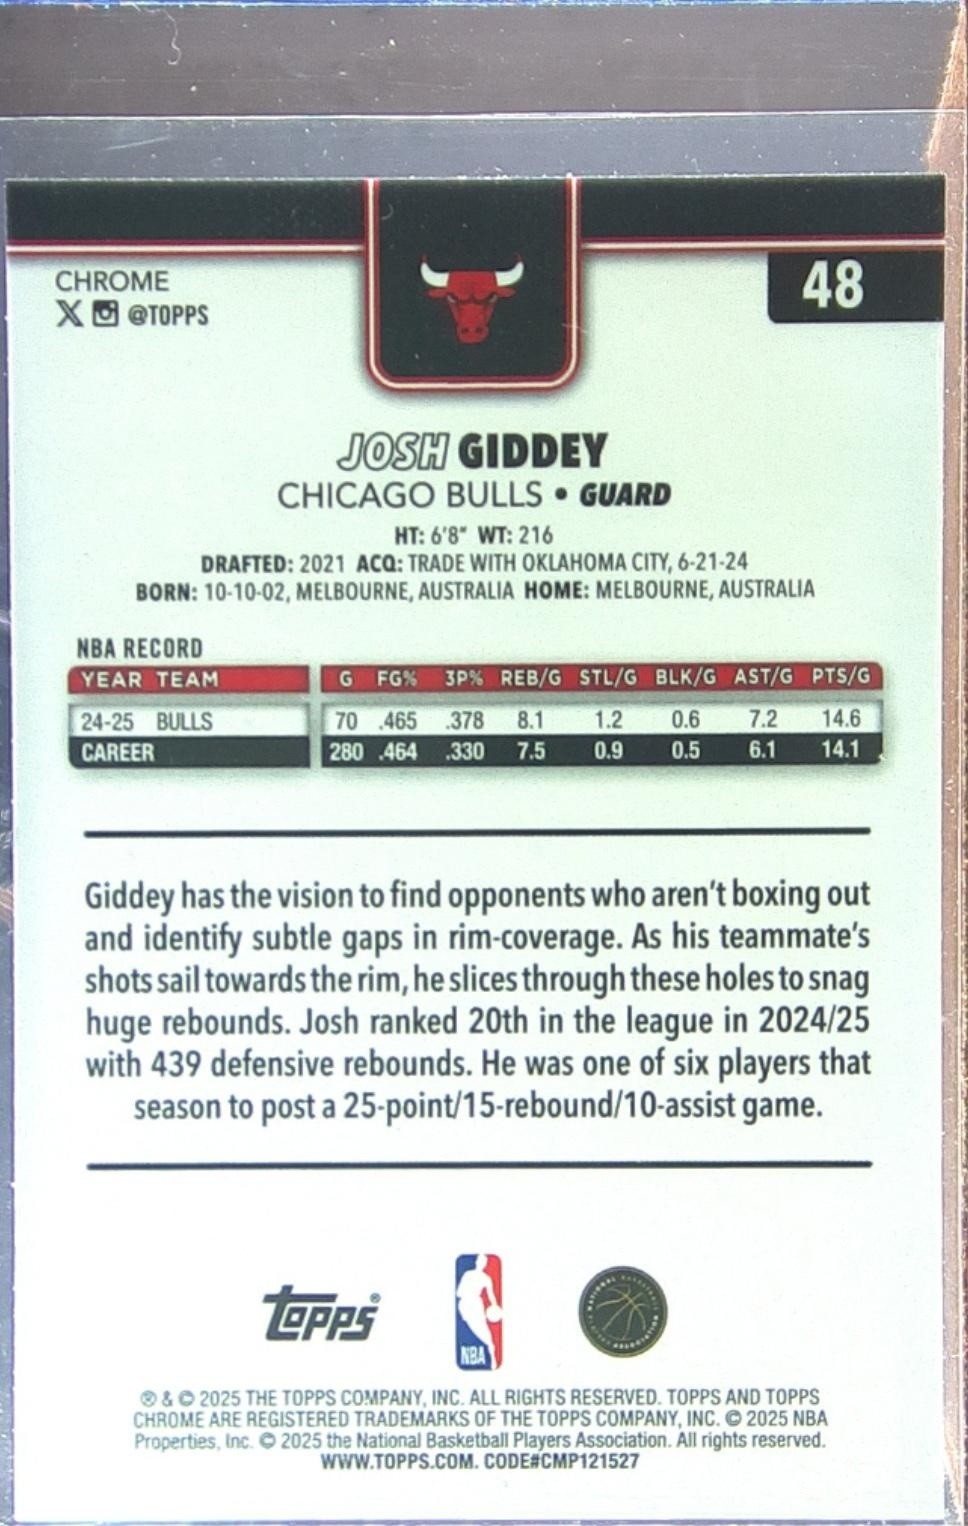 CHROME
X @TOPPS
48
JOSH GIDDEY
CHICAGO BULLS • GUARD
HT: 6'8" WT: 216
DRAFTED: 2021 ACQ: TRADE WITH OKLAHOMA CITY, 6-21-24
BORN: 10-10-02, MELBOURNE, AUSTRALIA HOME: MELBOURNE, AUSTRALIA
NBA RECORD
YEAR TEAM G FG% 3P% REB/G STL/G BLK/G AST/G PTS/G
24-25 BULLS 70 .465 .378 8.1 1.2 0.6 7.2 14.6
CAREER 280 .464 .330 7.5 0.9 0.5 6.1 14.1
Giddey has the vision to find opponents who aren't boxing out
and identify subtle gaps in rim-coverage. As his teammate's
shots sail towards the rim, he slices through these holes to snag
huge rebounds. Josh ranked 20th in the league in 2024/25
with 439 defensive rebounds. He was one of six players that
season to post a 25-point/15-rebound/10-assist game.
Topps®
NBA
NATIONAL BASKETBALL PLAYERS ASSOCIATION
® & © 2025 THE TOPPS COMPANY, INC. ALL RIGHTS RESERVED. TOPPS AND TOPPS
CHROME ARE REGISTERED TRADEMARKS OF THE TOPPS COMPANY, INC. © 2025 NBA
Properties, Inc. © 2025 the National Basketball Players Association. All rights reserved.
WWW.TOPPS.COM. CODE#CMP121527